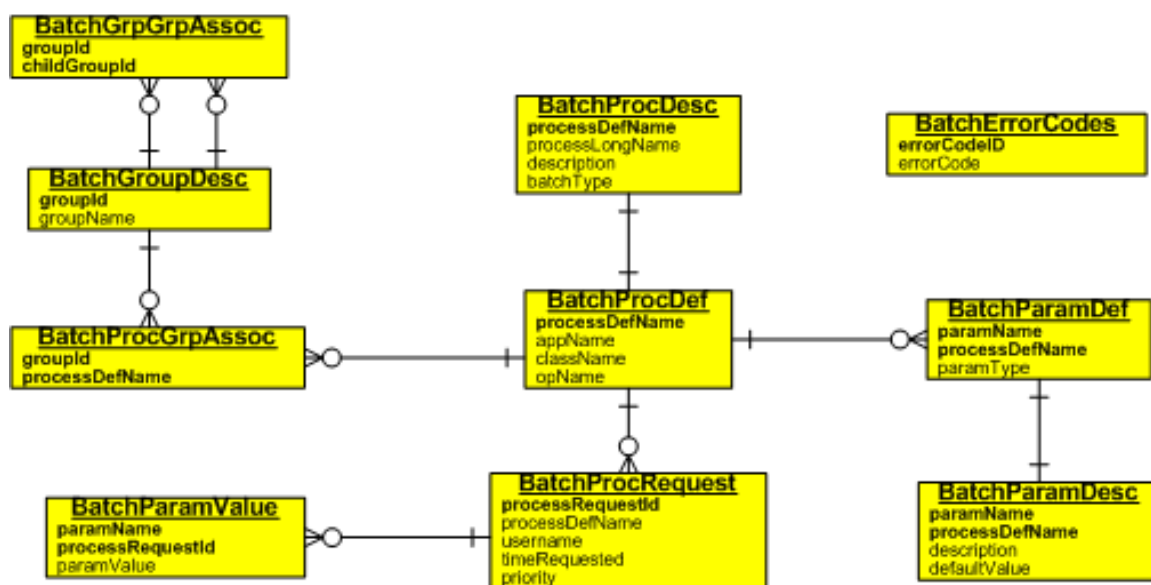 BatchGrpGrpAssoc
groupId
childGroupId
BatchProcDesc
processDefName
processLongName
description
batchType
BatchErrorCodes
errorCodeID
errorCode
BatchGroupDesc
groupId
groupName
BatchProcDef
processDefName
appName
className
opName
BatchParamDef
paramName
processDefName
paramType
BatchProcGrpAssoc
groupId
processDefName
BatchProcRequest
processRequestId
processDefName
username
timeRequested
priority
BatchParamValue
paramName
processRequestId
paramValue
BatchParamDesc
paramName
processDefName
description
defaultValue